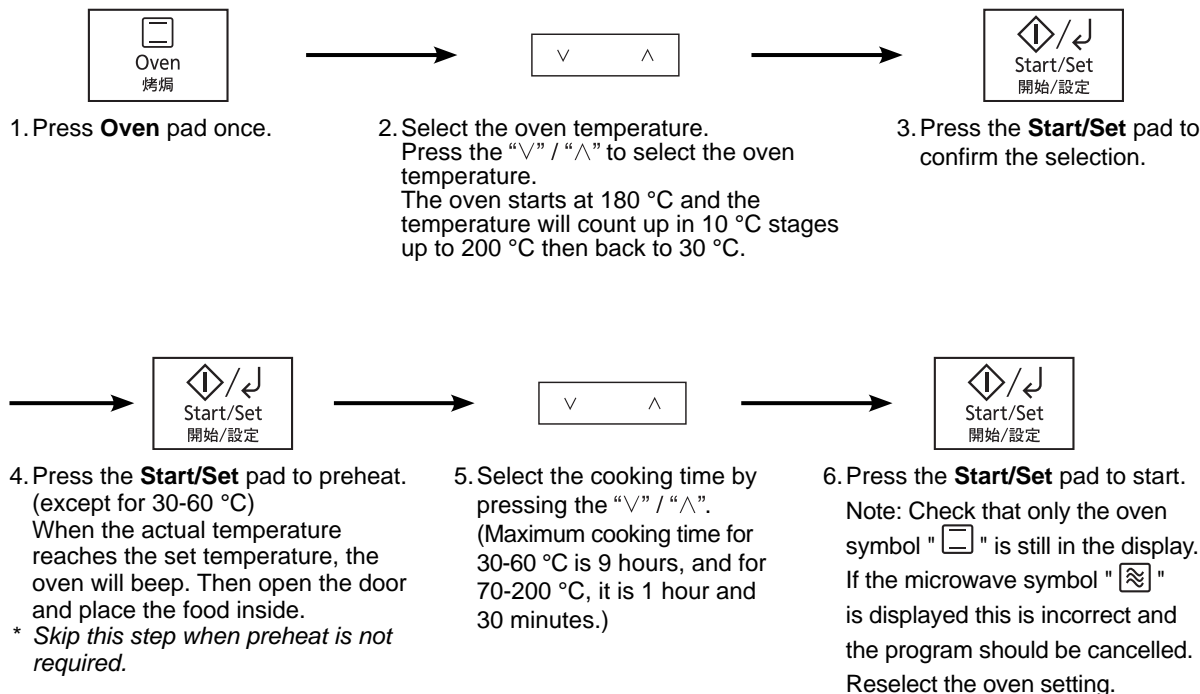 Oven
烤焗
∨ ∧
Start/Set
開始/設定
1. Press Oven pad once.
2. Select the oven temperature.
Press the “∨” / “∧” to select the oven
temperature.
The oven starts at 180 °C and the
temperature will count up in 10 °C stages
up to 200 °C then back to 30 °C.
3. Press the Start/Set pad to
confirm the selection.
Start/Set
開始/設定
∨ ∧
Start/Set
開始/設定
4. Press the Start/Set pad to preheat.
(except for 30-60 °C)
When the actual temperature
reaches the set temperature, the
oven will beep. Then open the door
and place the food inside.
* Skip this step when preheat is not
required.
5. Select the cooking time by
pressing the “∨” / “∧”.
(Maximum cooking time for
30-60 °C is 9 hours, and for
70-200 °C, it is 1 hour and
30 minutes.)
6. Press the Start/Set pad to start.
Note: Check that only the oven
symbol " " is still in the display.
If the microwave symbol " "
is displayed this is incorrect and
the program should be cancelled.
Reselect the oven setting.